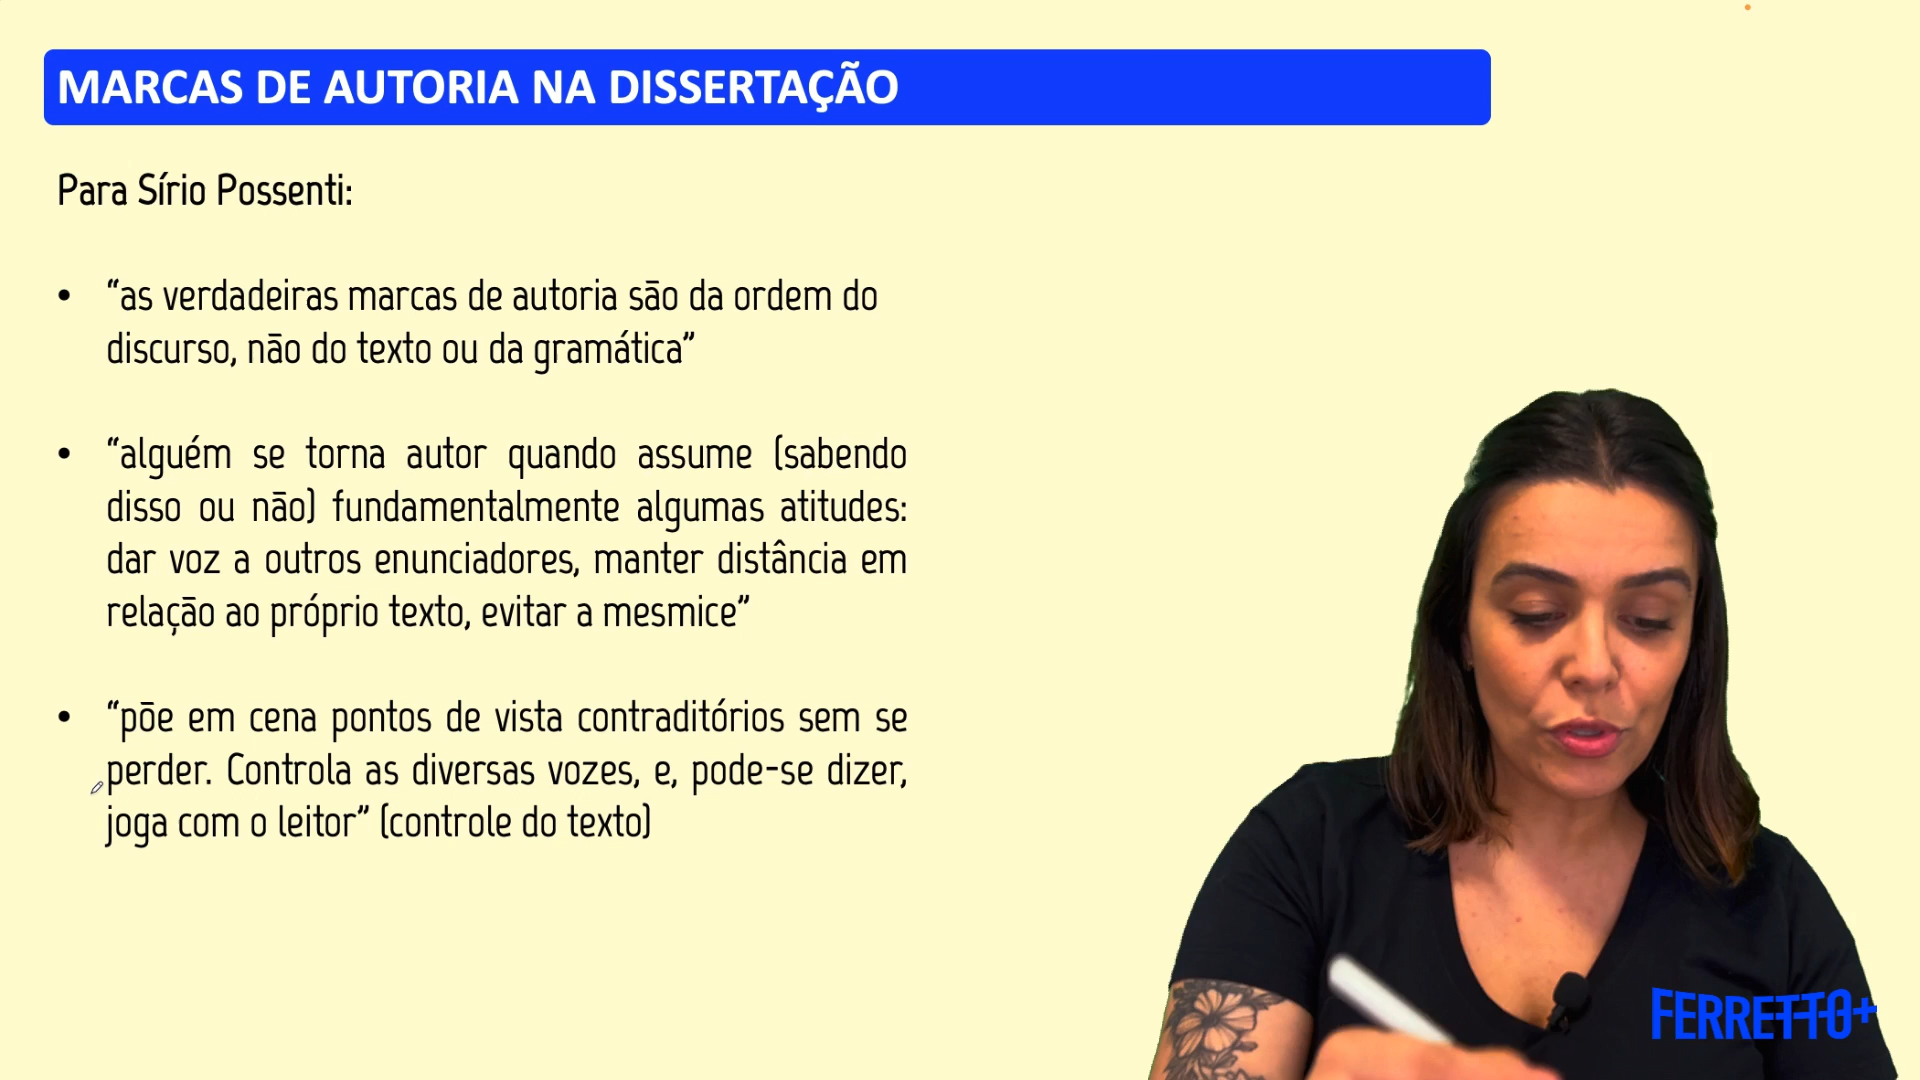 MARCAS DE AUTORIA NA DISSERTAÇÃO
Para Sírio Possenti:
• “as verdadeiras marcas de autoria são da ordem do
discurso, não do texto ou da gramática”
• “alguém se torna autor quando assume (sabendo
disso ou não) fundamentalmente algumas atitudes:
dar voz a outros enunciadores, manter distância em
relação ao próprio texto, evitar a mesmice”
• “põe em cena pontos de vista contraditórios sem se
perder. Controla as diversas vozes, e, pode-se dizer,
joga com o leitor” (controle do texto)
FERRETTO+